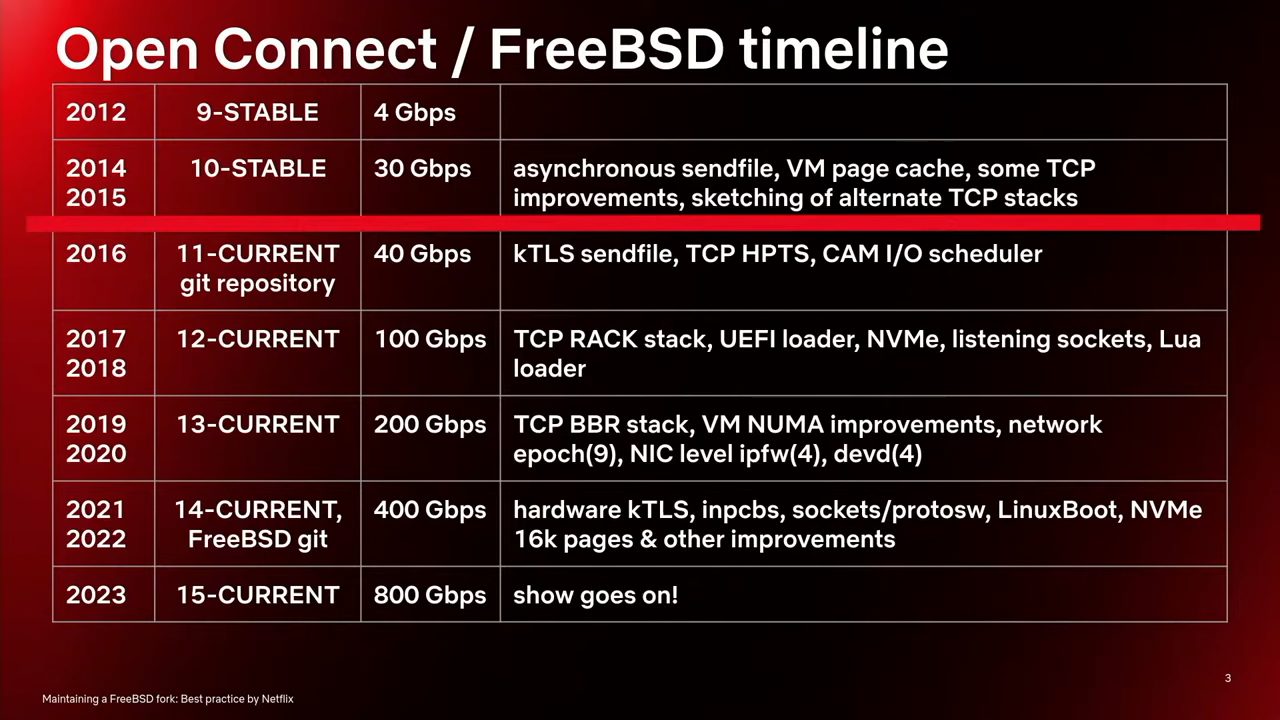 Open Connect / FreeBSD timeline
2012 9-STABLE 4 Gbps
2014 10-STABLE 30 Gbps asynchronous sendfile, VM page cache, some TCP
2015 improvements, sketching of alternate TCP stacks
2016 11-CURRENT 40 Gbps kTLS sendfile, TCP HPTS, CAM I/O scheduler
git repository
2017 12-CURRENT 100 Gbps TCP RACK stack, UEFI loader, NVMe, listening sockets, Lua
2018 loader
2019 13-CURRENT 200 Gbps TCP BBR stack, VM NUMA improvements, network
2020 epoch(9), NIC level ipfw(4), devd(4)
2021 14-CURRENT, 400 Gbps hardware kTLS, inpcbs, sockets/protosw, LinuxBoot, NVMe
2022 FreeBSD git 16k pages & other improvements
2023 15-CURRENT 800 Gbps show goes on!
3
Maintaining a FreeBSD fork: Best practice by Netflix